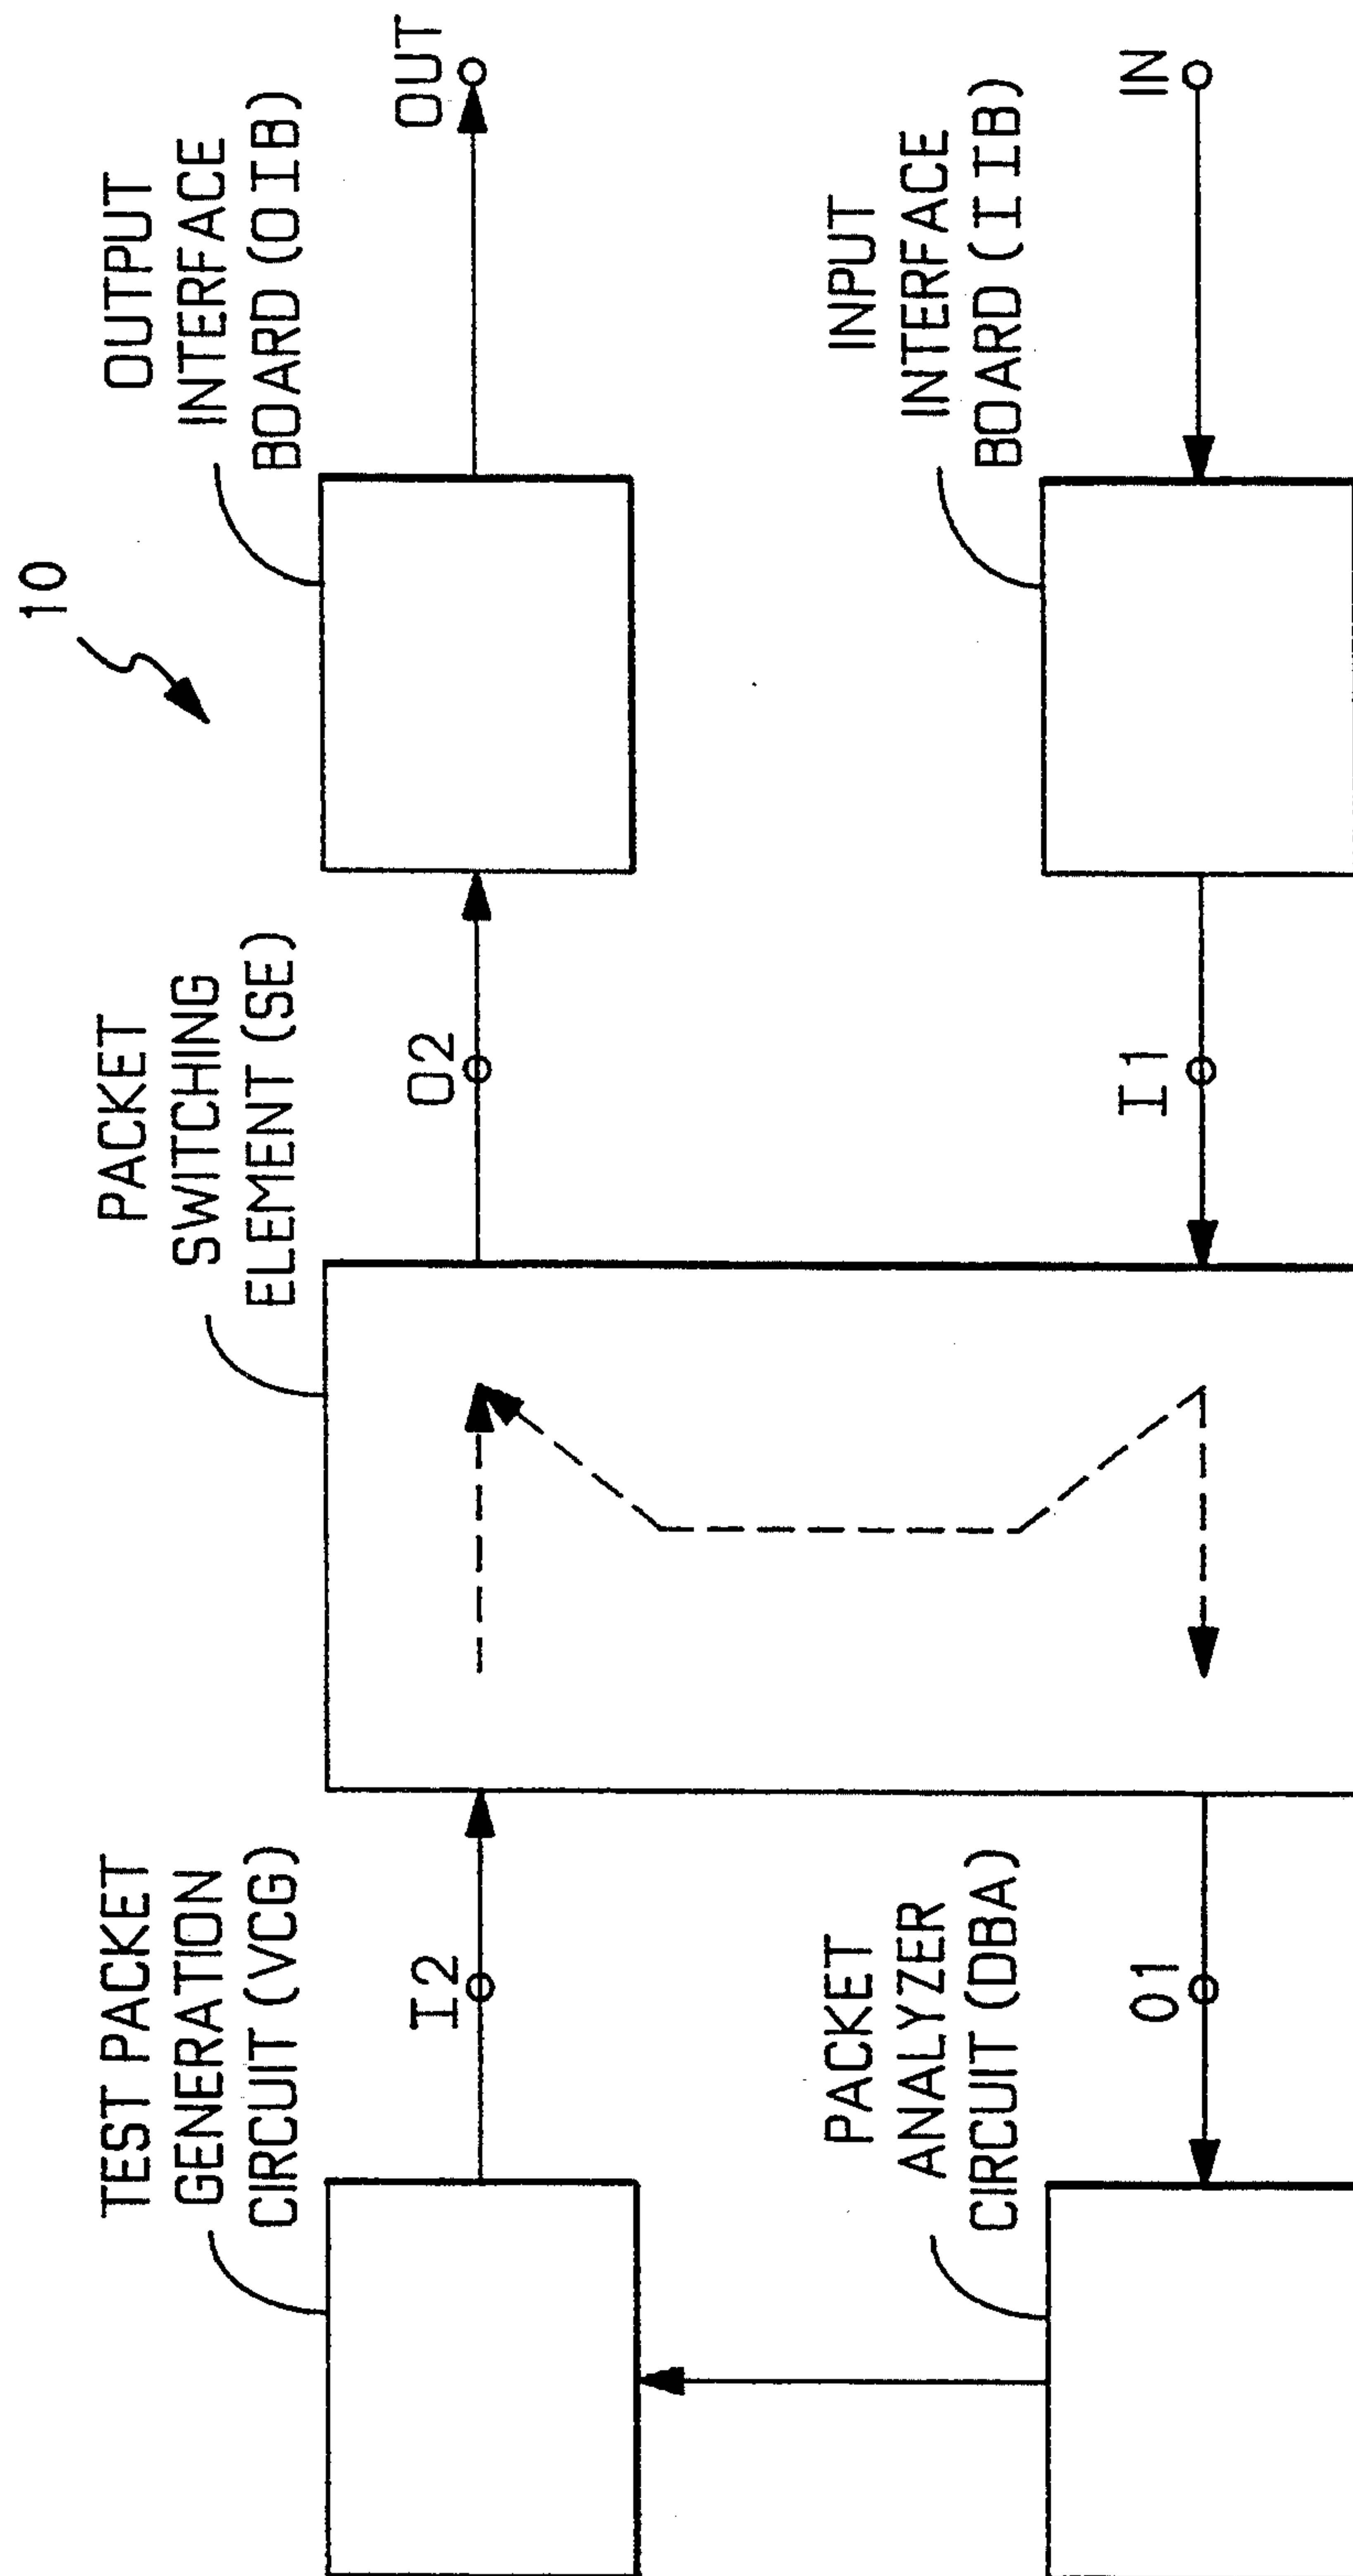 10
TEST PACKET
GENERATION
CIRCUIT (VCG)
I2
PACKET
SWITCHING
ELEMENT (SE)
O2
OUTPUT
INTERFACE
BOARD (OIB)
OUT
PACKET
ANALYZER
CIRCUIT (DBA)
O1
I1
INPUT
INTERFACE
BOARD (IIB)
IN